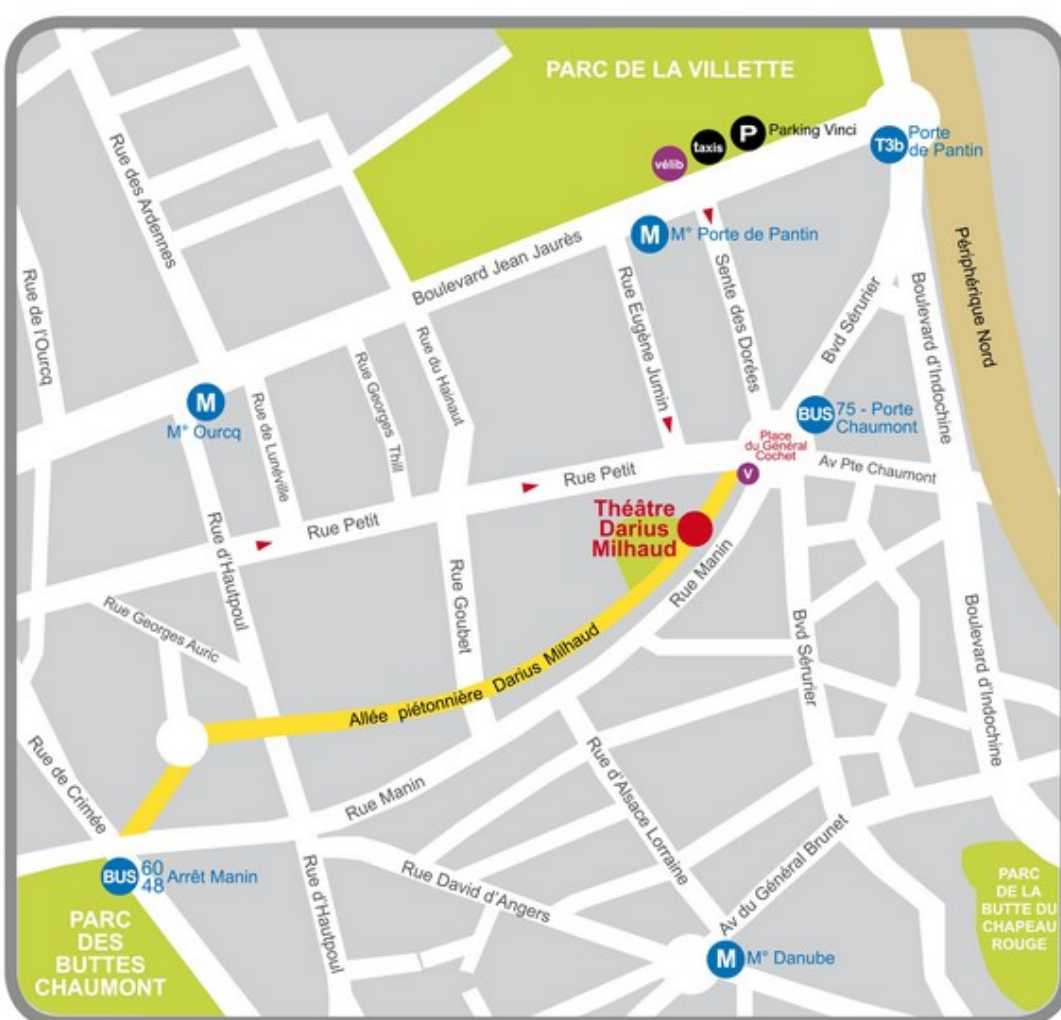 PARC DE LA VILLETTE
P
Parking Vinci
taxis
vélib
T3b
Porte
de Pantin
Rue des Ardennes
M
M° Porte de Pantin
Boulevard Jean Jaurès
Rue de l'Ourcq
Rue Eugène Jumin
Sente des Dorées
Bvd Sérurier
Boulevard d'Indochine
Périphérique Nord
Rue du Hainaut
Rue Georges Thill
Rue de Lunéville
M
M° Ourcq
BUS
75 - Porte
Chaumont
Place
du Général
Cochet
V
Av Pte Chaumont
Rue Petit
Rue Petit
Théâtre
Darius
Milhaud
Rue Manin
Rue d'Hautpoul
Rue Goubet
Rue Georges Auric
Allée piétonnière Darius Milhaud
Bvd Sérurier
Boulevard d'Indochine
Rue de Crimée
Rue Manin
Rue d'Alsace Lorraine
Av du Général Brunet
BUS
60
48
Arrêt Manin
Rue d'Hautpoul
Rue David d'Angers
PARC
DES
BUTTES
CHAUMONT
M
M° Danube
PARC
DE LA
BUTTE DU
CHAPEAU
ROUGE